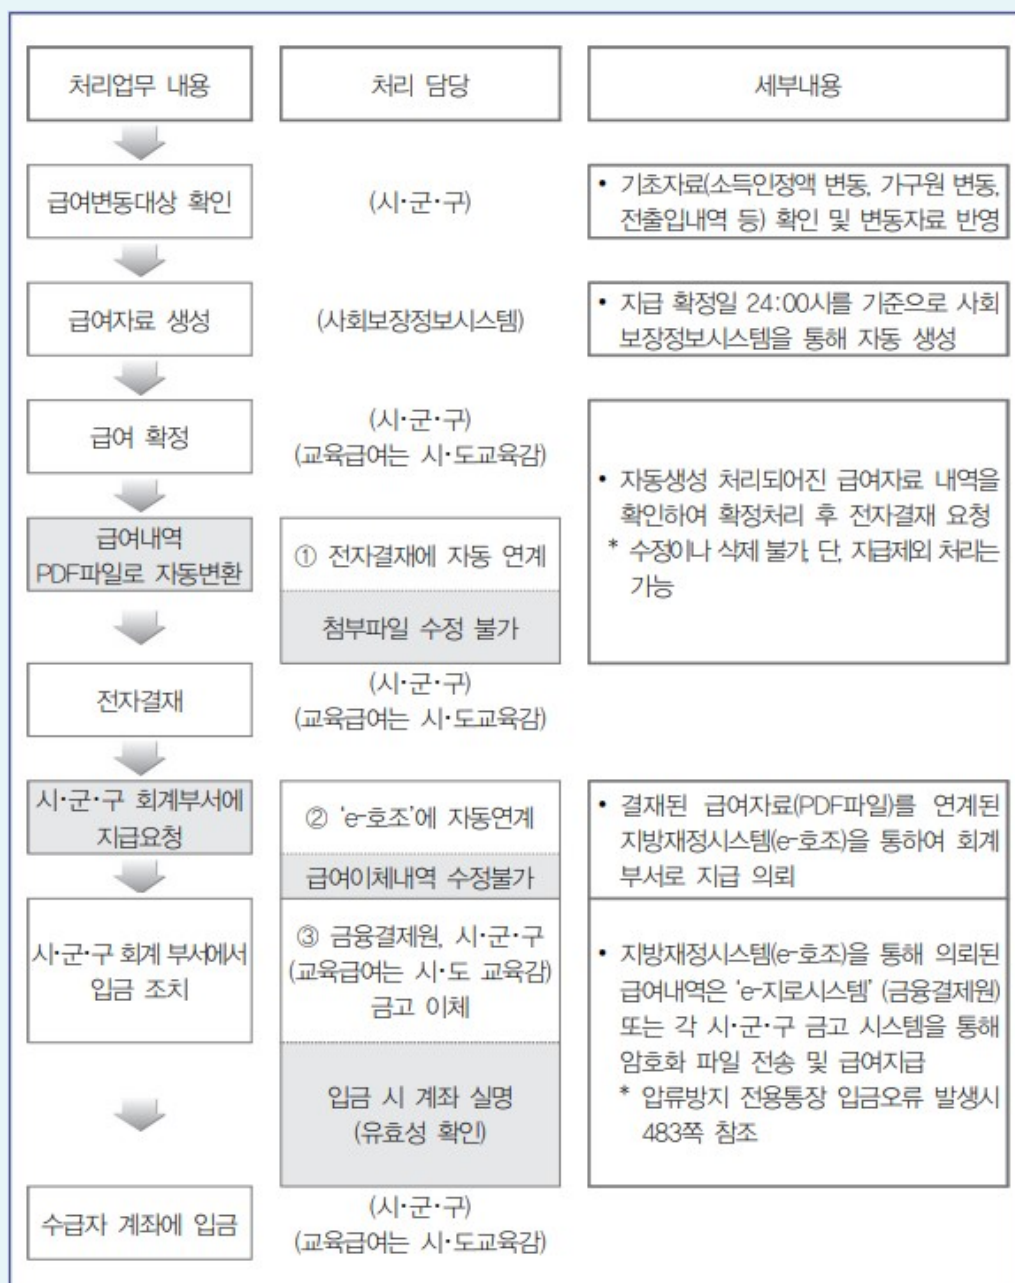 처리업무 내용
처리 담당
세부내용
급여변동대상 확인
(시·군·구)
• 기초자료(소득인정액 변동, 가구원 변동,
전출입내역 등) 확인 및 변동자료 반영
급여자료 생성
(사회보장정보시스템)
• 지급 확정일 24:00시를 기준으로 사회
보장정보시스템을 통해 자동 생성
급여 확정
(시·군·구)
(교육급여는 시·도교육감)
• 자동생성 처리되어진 급여자료 내역을
확인하여 확정처리 후 전자결재 요청
* 수정이나 삭제 불가, 단, 지급제외 처리는
가능
급여내역
PDF파일로 자동변환
① 전자결재에 자동 연계
첨부파일 수정 불가
전자결재
(시·군·구)
(교육급여는 시·도교육감)
시·군·구 회계부서에
지급요청
② ‘e-호조’에 자동연계
급여이체내역 수정불가
• 결재된 급여자료(PDF파일)를 연계된
지방재정시스템(e-호조)을 통하여 회계
부서로 지급 의뢰
시·군·구 회계 부서에서
입금 조치
③ 금융결제원, 시·군·구
(교육급여는 시·도 교육감)
금고 이체
입금 시 계좌 실명
(유효성 확인)
• 지방재정시스템(e-호조)을 통해 의뢰된
급여내역은 ‘e-지로시스템’ (금융결제원)
또는 각 시·군·구 금고 시스템을 통해
암호화 파일 전송 및 급여지급
* 압류방지 전용통장 입금오류 발생시
483쪽 참조
수급자 계좌에 입금
(시·군·구)
(교육급여는 시·도교육감)